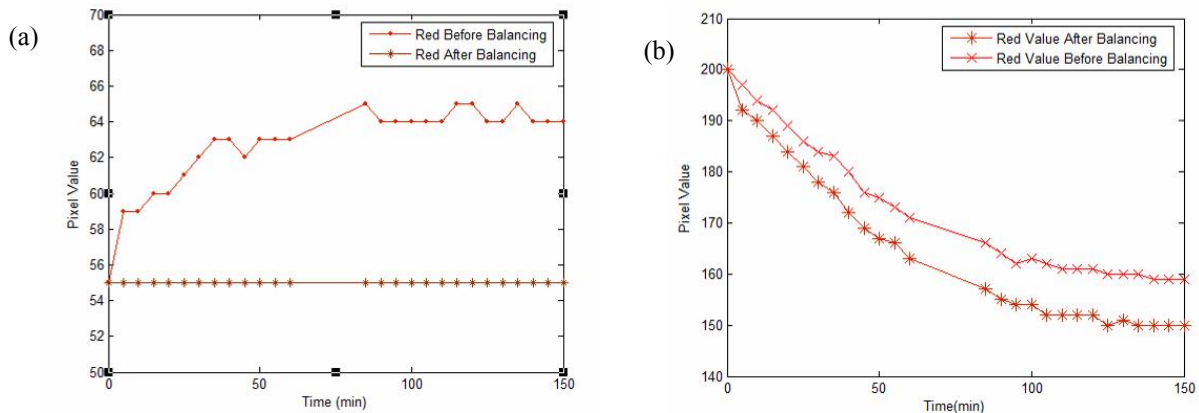 (a)
70
68
66
64
62
60
58
56
54
52
50
Pixel Value
Red Before Balancing
Red After Balancing
0
50
100
150
Time (min)
(b)
210
200
190
180
170
160
150
140
Pixel Value
Red Value After Balancing
Red Value Before Balancing
0
50
100
150
Time(min)